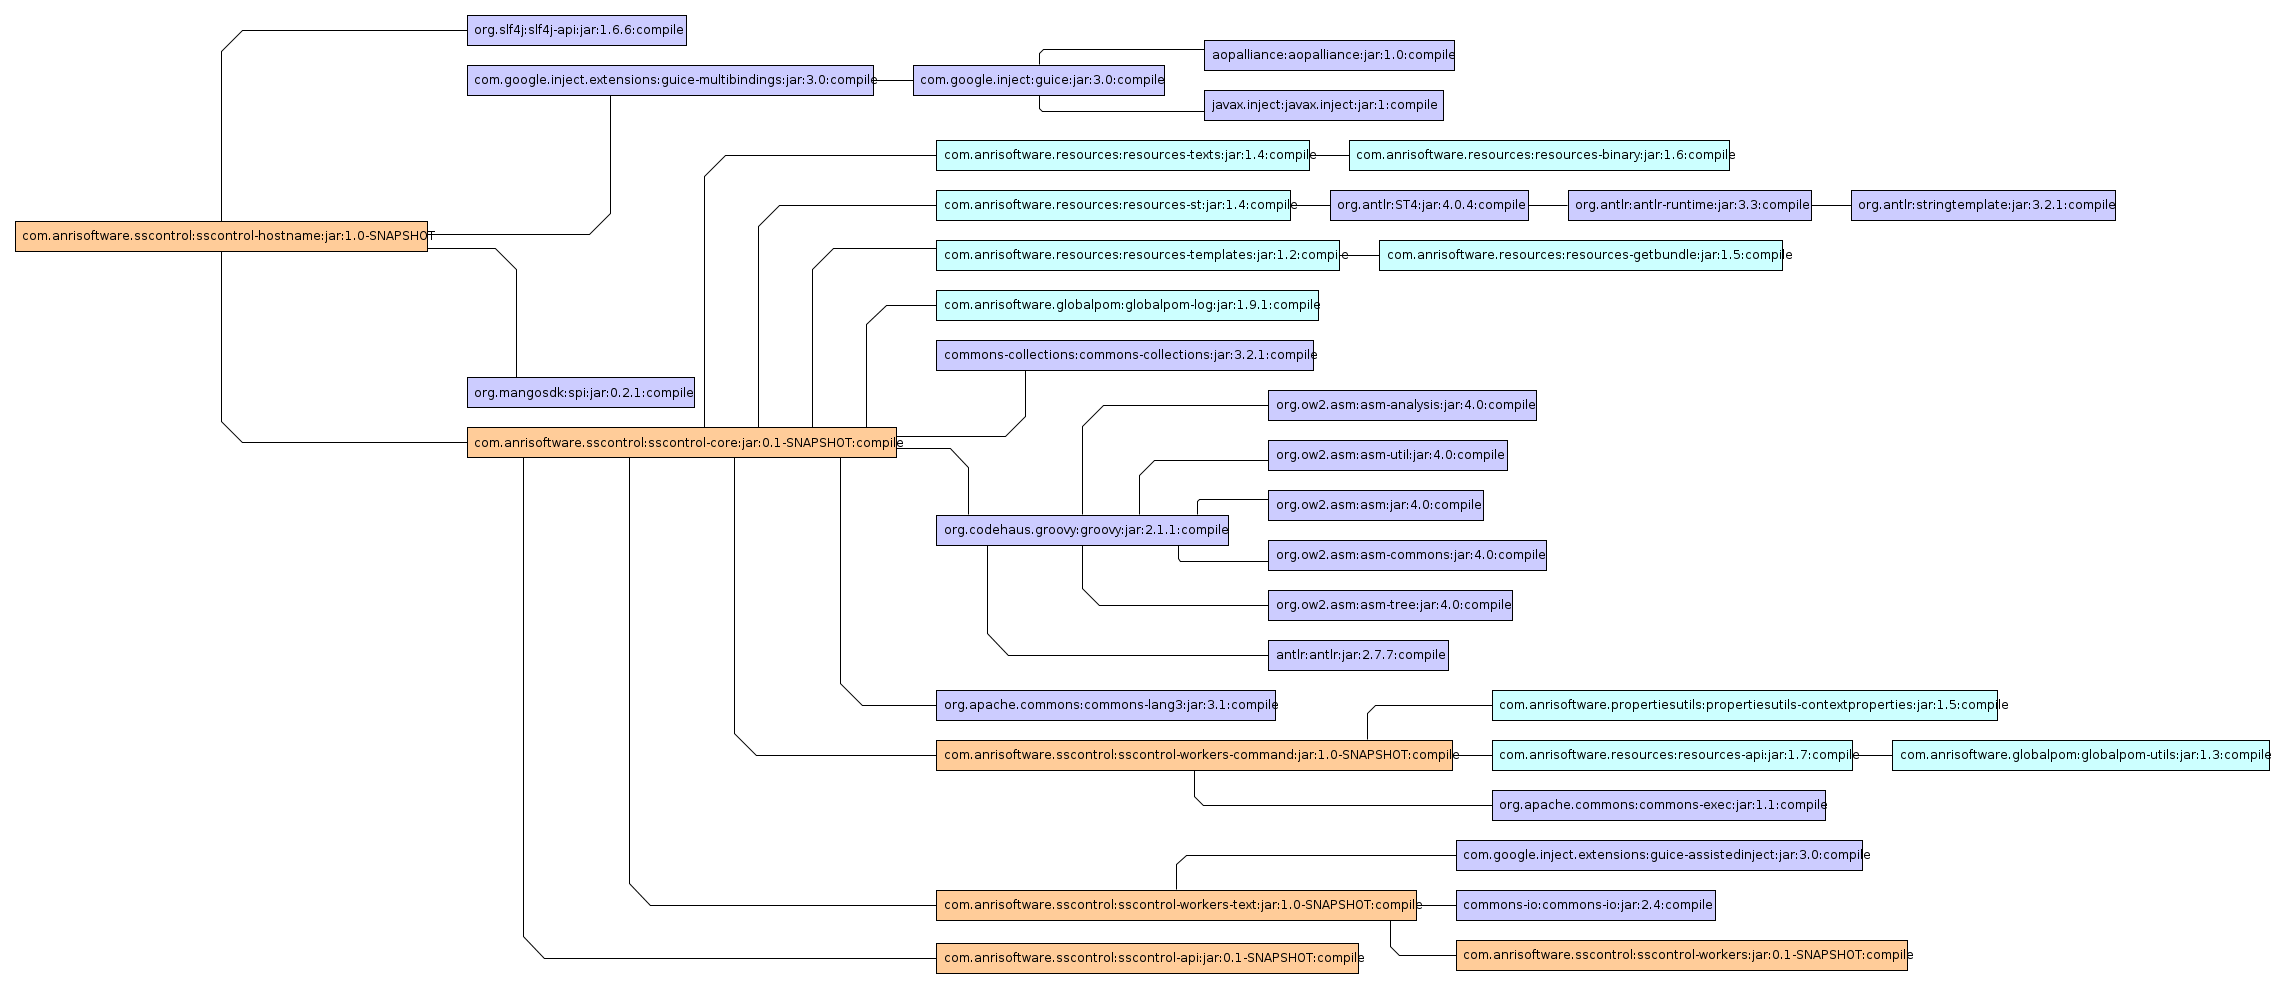 org.slf4j:slf4j-api:jar:1.6.6:compile
aopalliance:aopalliance:jar:1.0:compile
com.google.inject.extensions:guice-multibindings:jar:3.0:compile
com.google.inject:guice:jar:3.0:compile
javax.inject:javax.inject:jar:1:compile
com.anrisoftware.resources:resources-texts:jar:1.4:compile
com.anrisoftware.resources:resources-binary:jar:1.6:compile
com.anrisoftware.resources:resources-st:jar:1.4:compile
org.antlr:ST4:jar:4.0.4:compile
org.antlr:antlr-runtime:jar:3.3:compile
org.antlr:stringtemplate:jar:3.2.1:compile
com.anrisoftware.sscontrol:sscontrol-hostname:jar:1.0-SNAPSHOT
com.anrisoftware.resources:resources-templates:jar:1.2:compile
com.anrisoftware.resources:resources-getbundle:jar:1.5:compile
com.anrisoftware.globalpom:globalpom-log:jar:1.9.1:compile
commons-collections:commons-collections:jar:3.2.1:compile
org.mangosdk:spi:jar:0.2.1:compile
org.ow2.asm:asm-analysis:jar:4.0:compile
com.anrisoftware.sscontrol:sscontrol-core:jar:0.1-SNAPSHOT:compile
org.ow2.asm:asm-util:jar:4.0:compile
org.ow2.asm:asm:jar:4.0:compile
org.codehaus.groovy:groovy:jar:2.1.1:compile
org.ow2.asm:asm-commons:jar:4.0:compile
org.ow2.asm:asm-tree:jar:4.0:compile
antlr:antlr:jar:2.7.7:compile
org.apache.commons:commons-lang3:jar:3.1:compile
com.anrisoftware.propertiesutils:propertiesutils-contextproperties:jar:1.5:compile
com.anrisoftware.sscontrol:sscontrol-workers-command:jar:1.0-SNAPSHOT:compile
com.anrisoftware.resources:resources-api:jar:1.7:compile
com.anrisoftware.globalpom:globalpom-utils:jar:1.3:compile
org.apache.commons:commons-exec:jar:1.1:compile
com.google.inject.extensions:guice-assistedinject:jar:3.0:compile
com.anrisoftware.sscontrol:sscontrol-workers-text:jar:1.0-SNAPSHOT:compile
commons-io:commons-io:jar:2.4:compile
com.anrisoftware.sscontrol:sscontrol-api:jar:0.1-SNAPSHOT:compile
com.anrisoftware.sscontrol:sscontrol-workers:jar:0.1-SNAPSHOT:compile